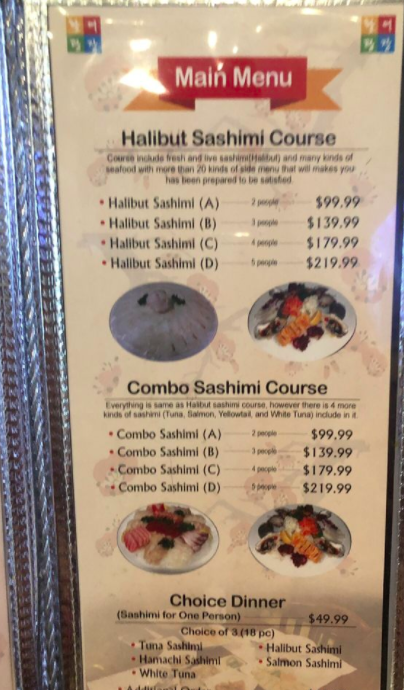 Main Menu
Halibut Sashimi Course
Course include fresh and live sashimi(Halibut) and many kinds of
seafood with more than 20 kinds of side menu that will makes you
has been prepared to be satisfied.
• Halibut Sashimi (A) 2 people $99.99
• Halibut Sashimi (B) 3 people $139.99
• Halibut Sashimi (C) 4 people $179.99
• Halibut Sashimi (D) 5 people $219.99
Combo Sashimi Course
Everything is same as Halibut sashimi course, however there is 4 more
kinds of sashimi (Tuna, Salmon, Yellowtail, and White Tuna) include in it.
• Combo Sashimi (A) 2 people $99.99
• Combo Sashimi (B) 3 people $139.99
• Combo Sashimi (C) 4 people $179.99
• Combo Sashimi (D) 5 people $219.99
Choice Dinner
(Sashimi for One Person) $49.99
Choice of 3 (18 pc)
• Tuna Sashimi • Halibut Sashimi
• Hamachi Sashimi • Salmon Sashimi
• White Tuna